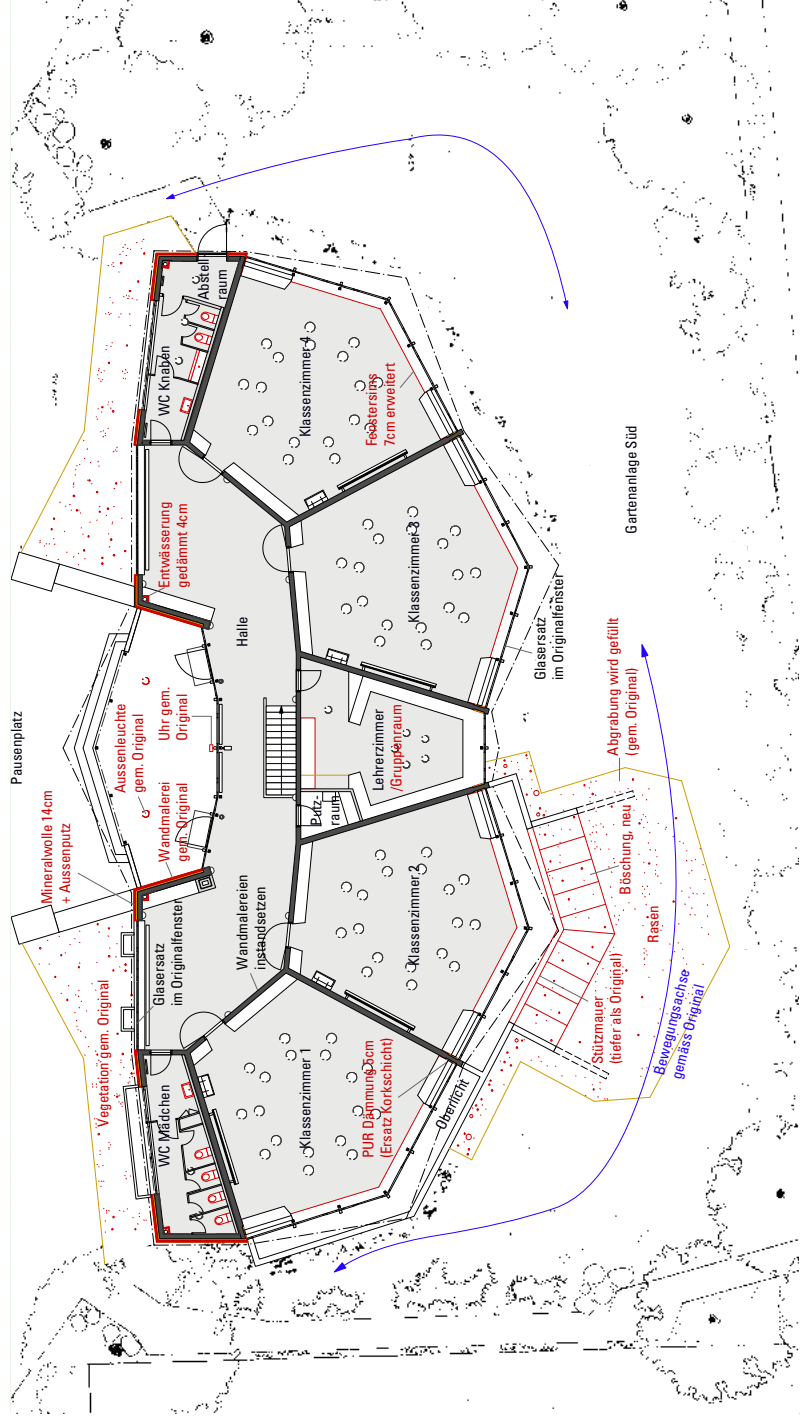 Pausenplatz
Mineralwolle 14cm
+ Aussenputz
Vegetation gem. Original
Glasersatz
im Originalfenster
Wandmalerei
gem. Original
Aussenleuchte
gem. Original
Uhr gem.
Original
Entwässerung
gedämmt 4cm
WC Mädchen
WC Knaben
Abstell-
raum
Wandmalereien
instandsetzen
Halle
Klassenzimmer 1
Klassenzimmer 2
Putz-
raum
Lehrerzimmer
/Gruppenraum
Klassenzimmer 3
Klassenzimmer 4
Fenstersims
7cm erweitert
PUR Dämmung 5cm
(Ersatz Korkschicht)
Oberlicht
Glasersatz
im Originalfenster
Stützmauer
(tiefer als Original)
Böschung, neu
Abgrabung wird gefüllt
(gem. Original)
Rasen
Bewegungsachse
gemäss Original
Gartenanlage Süd